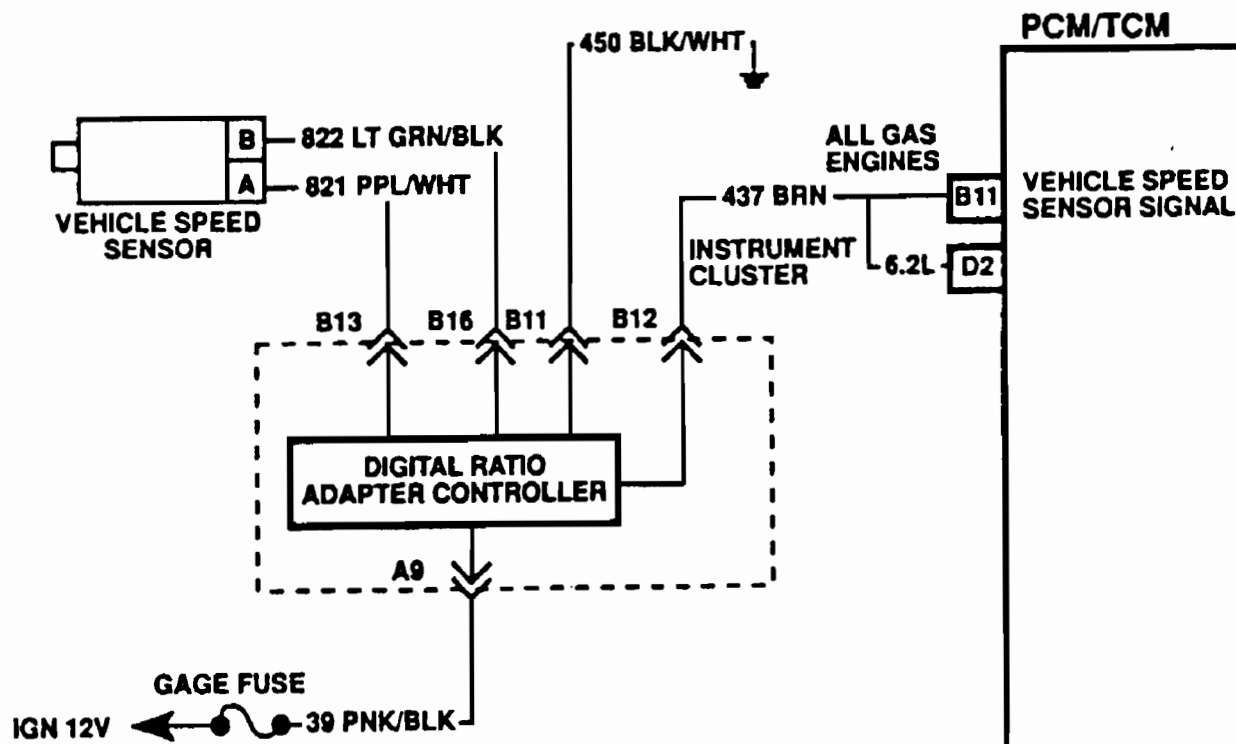 PCM/TCM
450 BLK/WHT
B
822 LT GRN/BLK
A
821 PPL/WHT
VEHICLE SPEED
SENSOR
ALL GAS
ENGINES
437 BRN
B11
VEHICLE SPEED
SENSOR SIGNAL
INSTRUMENT
CLUSTER
6.2L
D2
B13
B16
B11
B12
DIGITAL RATIO
ADAPTER CONTROLLER
A9
GAGE FUSE
IGN 12V
39 PNK/BLK